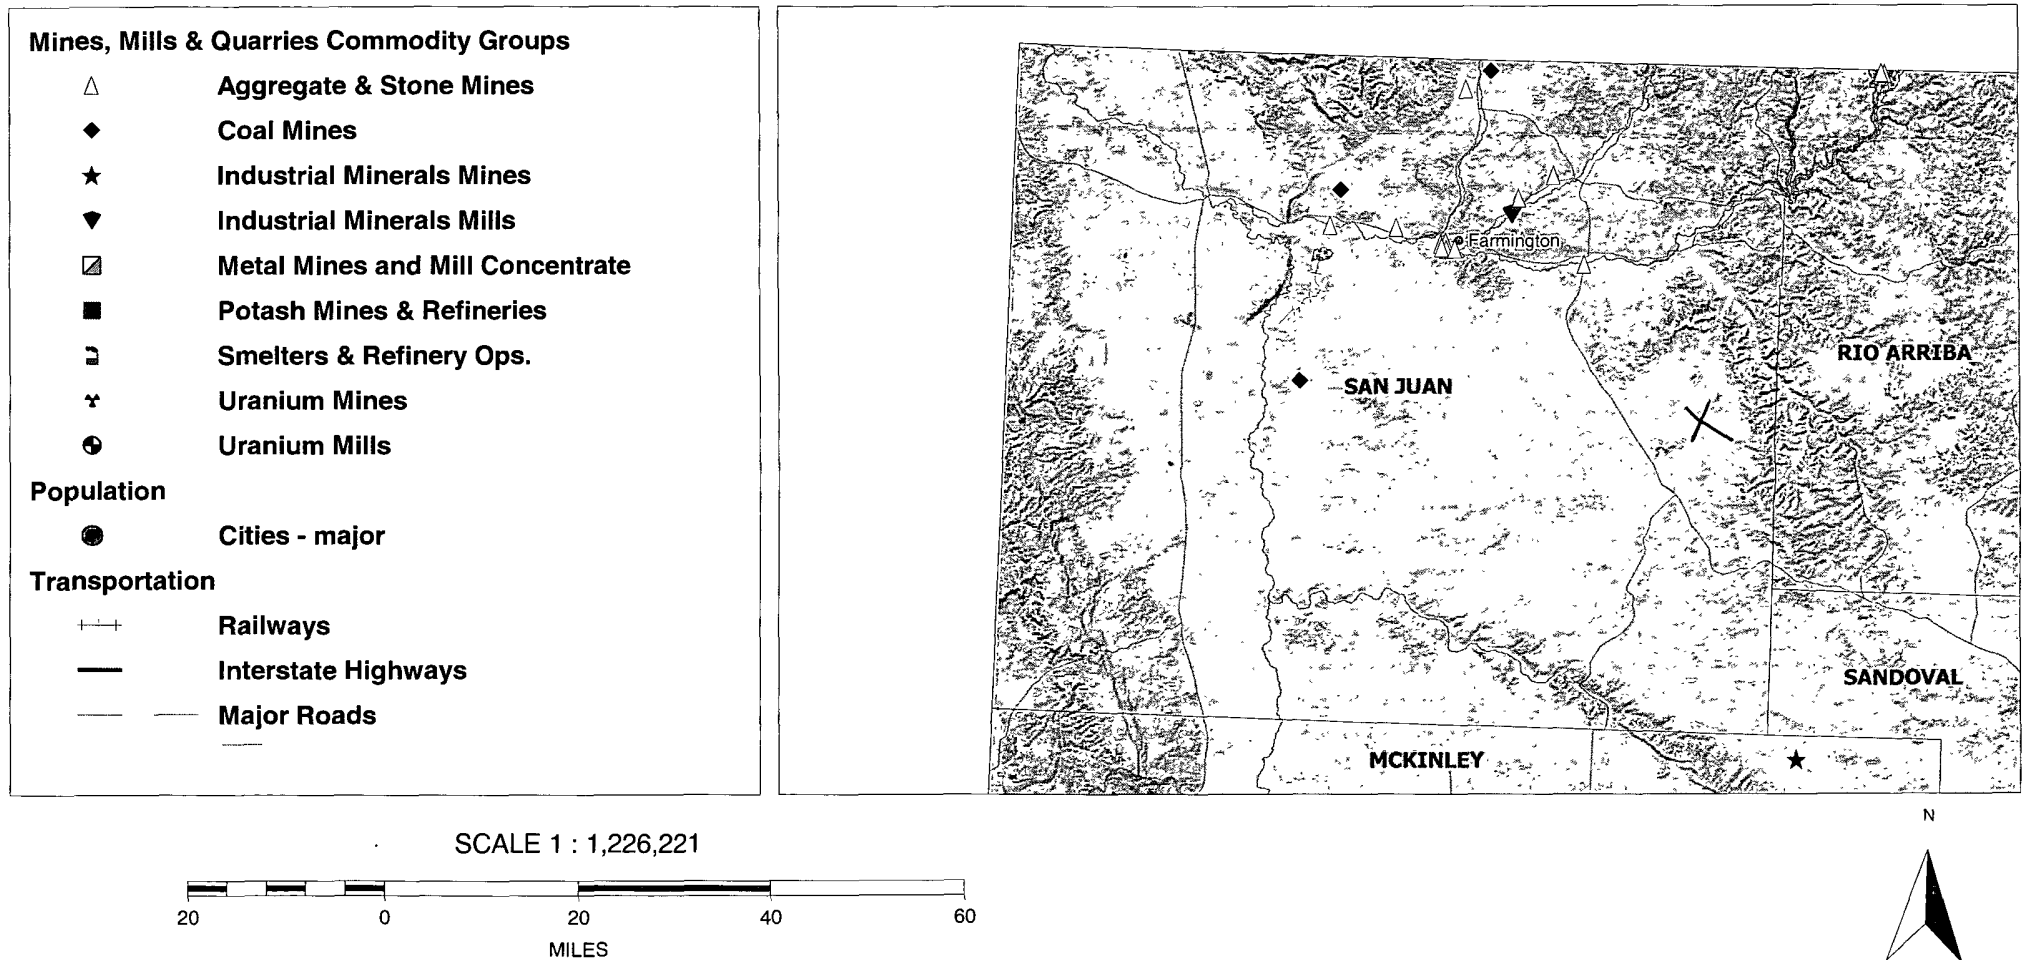 Mines, Mills & Quarries Commodity Groups
Aggregate & Stone Mines
Coal Mines
Industrial Minerals Mines
Industrial Minerals Mills
Metal Mines and Mill Concentrate
Potash Mines & Refineries
Smelters & Refinery Ops.
Uranium Mines
Uranium Mills
Population
Cities - major
Transportation
Railways
Interstate Highways
Major Roads
Farmington
RIO ARRIBA
SAN JUAN
SANDOVAL
MCKINLEY
N
SCALE 1 : 1,226,221
20 0 20 40 60
MILES